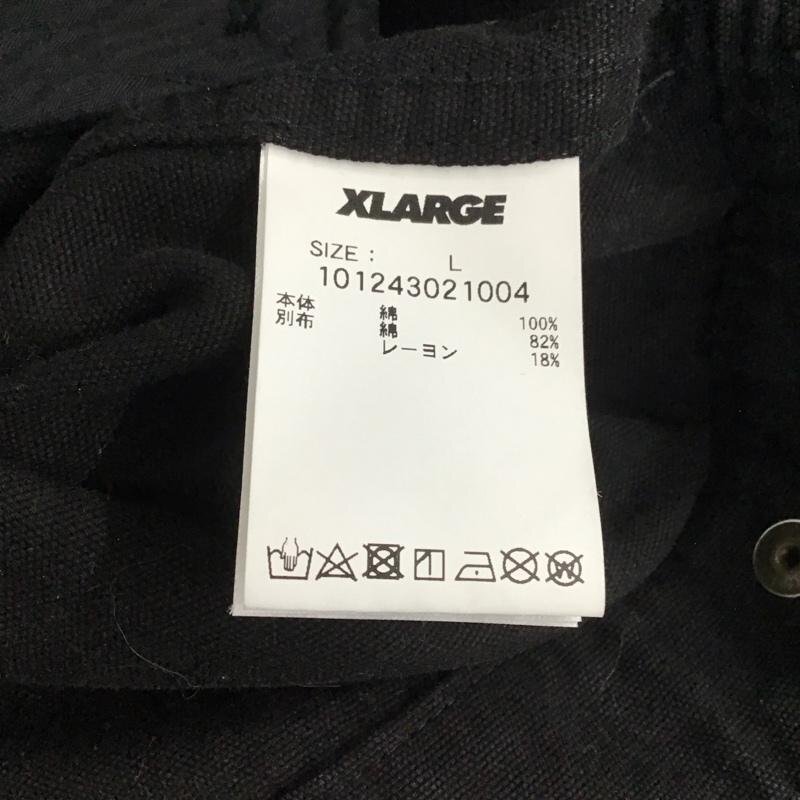 XLARGE
SIZE : L
101243021004
本体 綿 100%
別布 綿 82%
レーヨン 18%